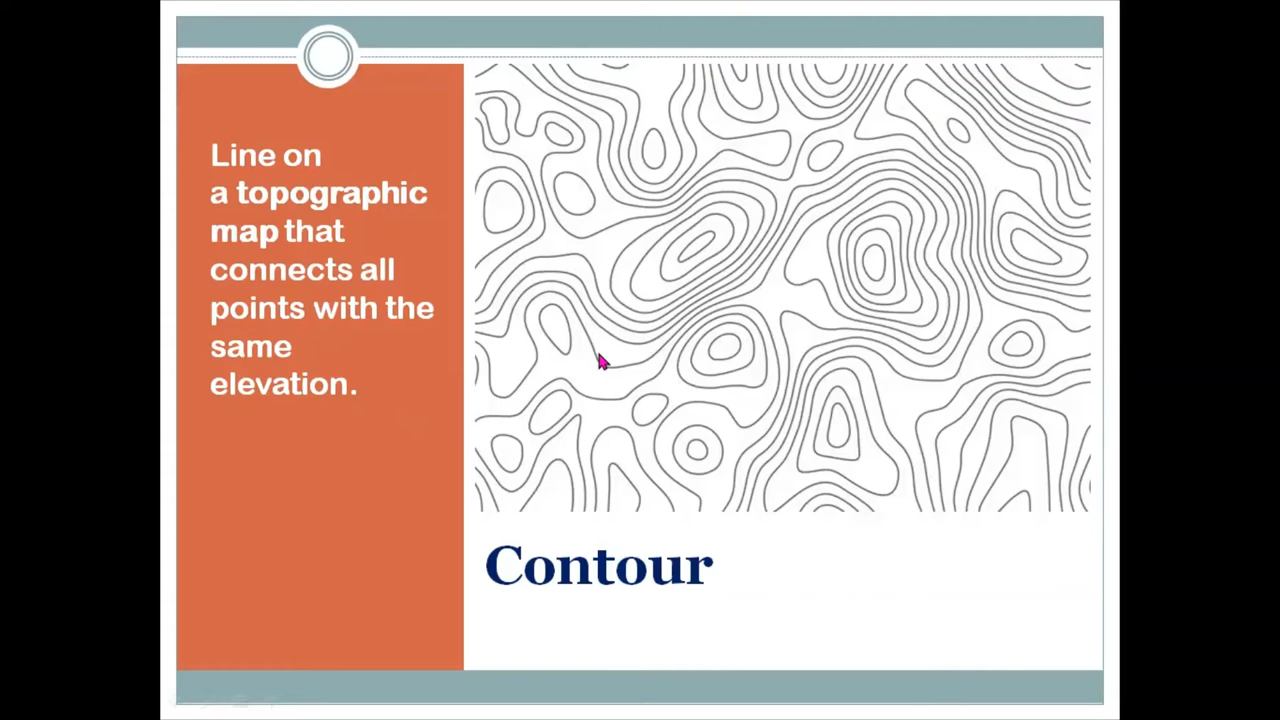 Line on
a topographic
map that
connects all
points with the
same
elevation.
Contour